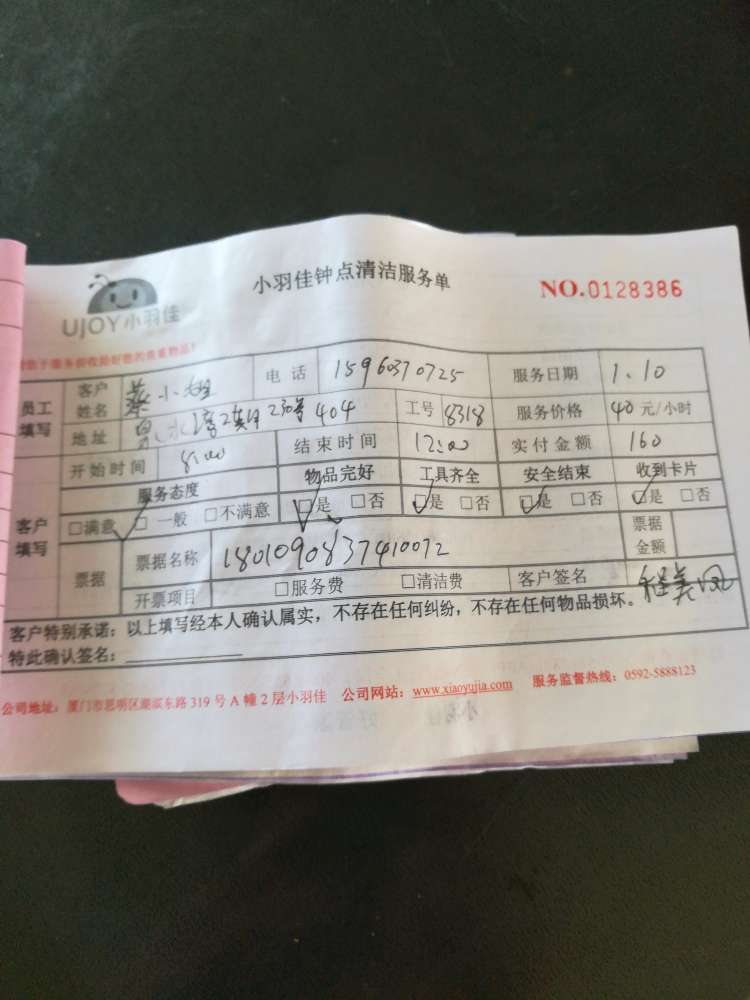 小羽佳钟点清洁服务单
NO.0128386
UJOY小羽佳
员工填写 客户姓名 蔡小姐 电话 15960370725 服务日期 1.10
地址 404 工号 8318 服务价格 40元/小时
开始时间 8:00 结束时间 12:00 实付金额 160
客户填写 服务态度 物品完好 工具齐全 安全结束 收到卡片
□满意 □一般 □不满意 □是 □否 □是 □否 □是 □否 □是 □否
票据 票据名称 1801090837410072 票据金额
开票项目 □服务费 □清洁费 客户签名 程美凤
客户特别承诺：以上填写经本人确认属实，不存在任何纠纷，不存在任何物品损坏。
特此确认签名：
公司地址：厦门市思明区湖滨东路319号A幢2层小羽佳 公司网站：www.xiaoyujia.com 服务监督热线：0592-5888123